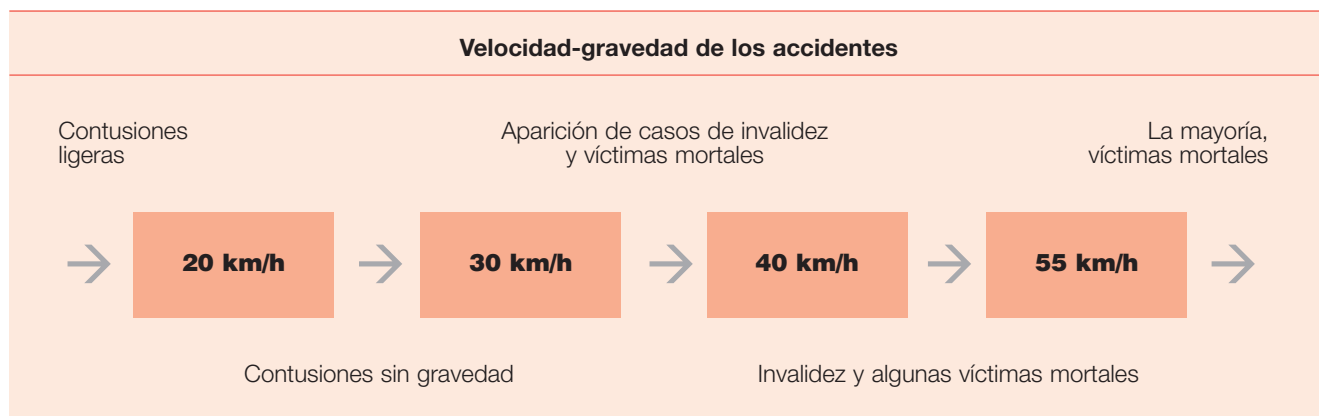 Velocidad-gravedad de los accidentes
Contusiones
ligeras
Aparición de casos de invalidez
y víctimas mortales
La mayoría,
víctimas mortales
20 km/h
30 km/h
40 km/h
55 km/h
Contusiones sin gravedad
Invalidez y algunas víctimas mortales